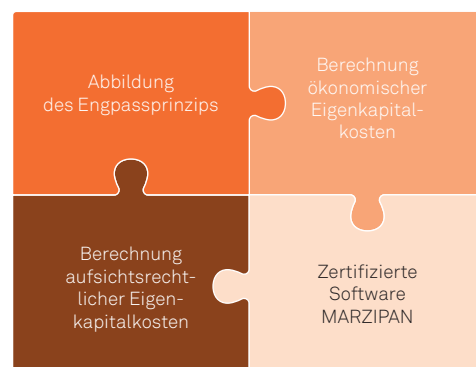 Abbildung
des Engpassprinzips
Berechnung
ökonomischer
Eigenkapital-
kosten
Berechnung
aufsichtsrecht-
licher Eigen-
kapitalkosten
Zertifizierte
Software
MARZIPAN